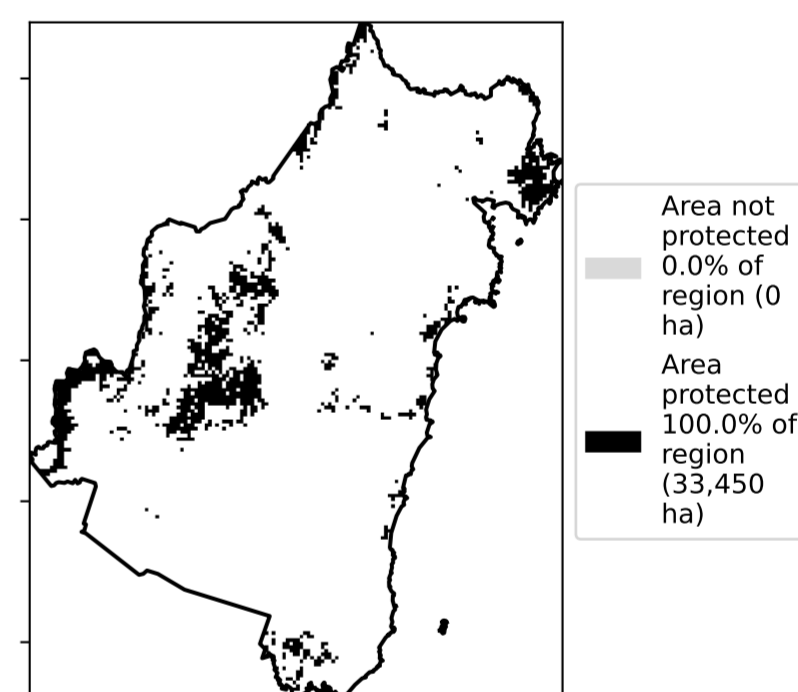 Area not
protected
0.0% of
region (0
ha)
Area
protected
100.0% of
region
(33,450
ha)